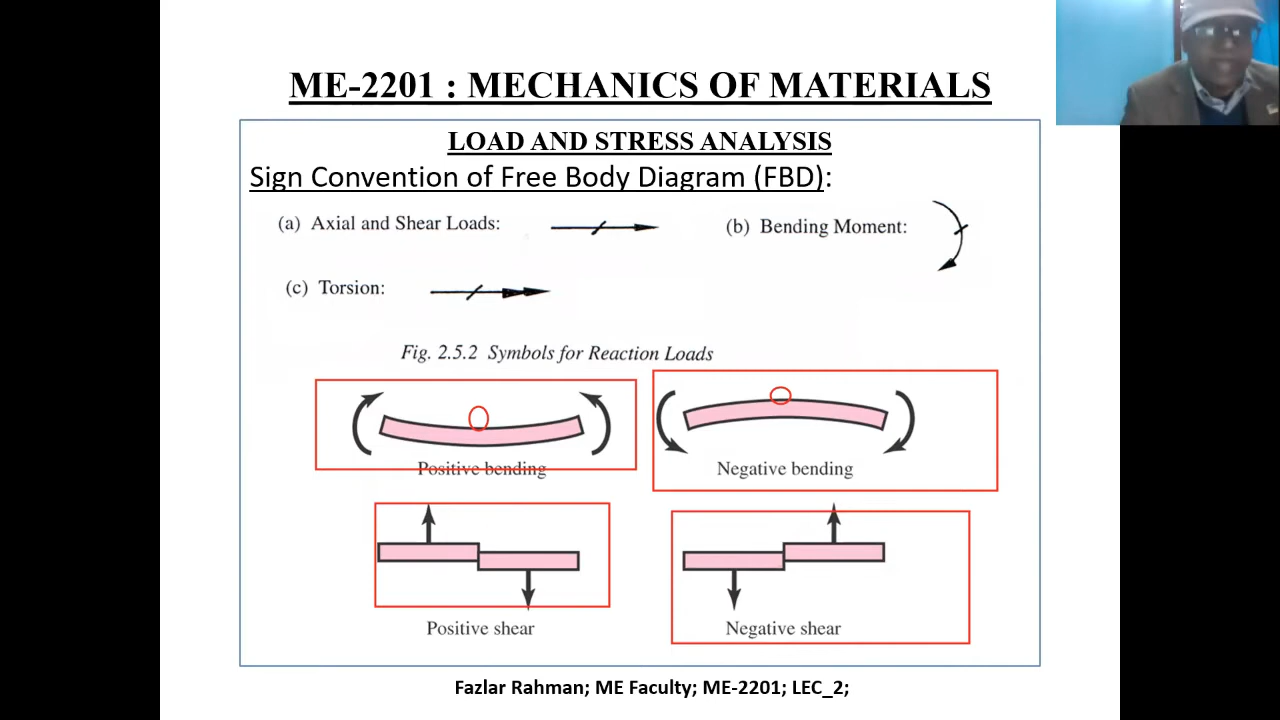 ME-2201 : MECHANICS OF MATERIALS
LOAD AND STRESS ANALYSIS
Sign Convention of Free Body Diagram (FBD):
(a) Axial and Shear Loads:
(b) Bending Moment:
(c) Torsion:
Fig. 2.5.2 Symbols for Reaction Loads
Positive bending
Negative bending
Positive shear
Negative shear
Fazlar Rahman; ME Faculty; ME-2201; LEC_2;